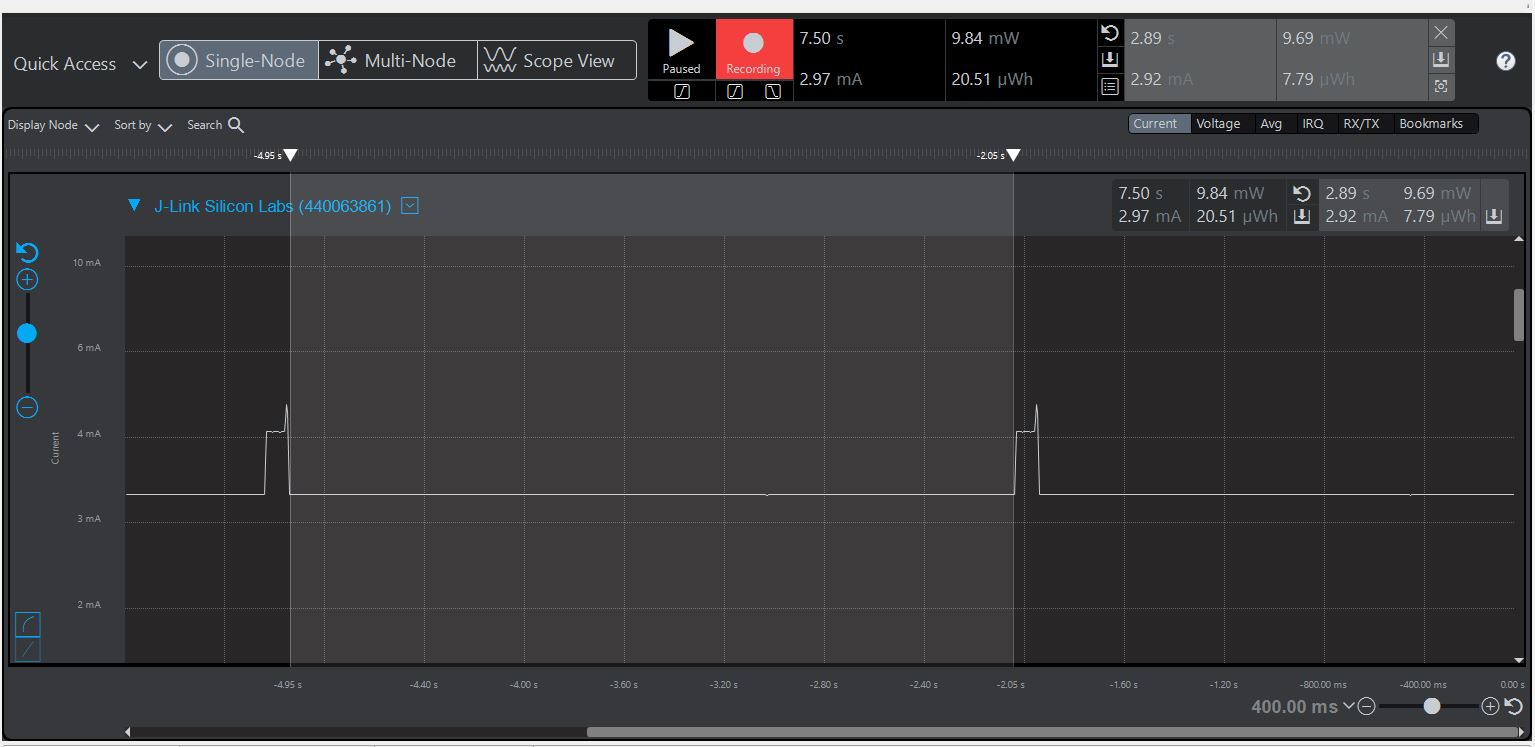 Quick Access
Single-Node
Multi-Node
Scope View
Paused
Recording
7.50 s
9.84 mW
2.97 mA
20.51 µWh
2.89 s
9.69 mW
2.92 mA
7.79 µWh
?
Display Node
Sort by
Search
Current
Voltage
Avg
IRQ
RX/TX
Bookmarks
-4.95 s
-2.05 s
J-Link Silicon Labs (440063861)
7.50 s
9.84 mW
2.89 s
9.69 mW
2.97 mA
20.51 µWh
2.92 mA
7.79 µWh
10 mA
6 mA
4 mA
Current
3 mA
2 mA
-4.95 s
-4.40 s
-4.00 s
-3.60 s
-3.20 s
-2.80 s
-2.05 s
-1.60 s
-1.20 s
-800.00 ms
-400.00 ms
0.00 s
400.00 ms